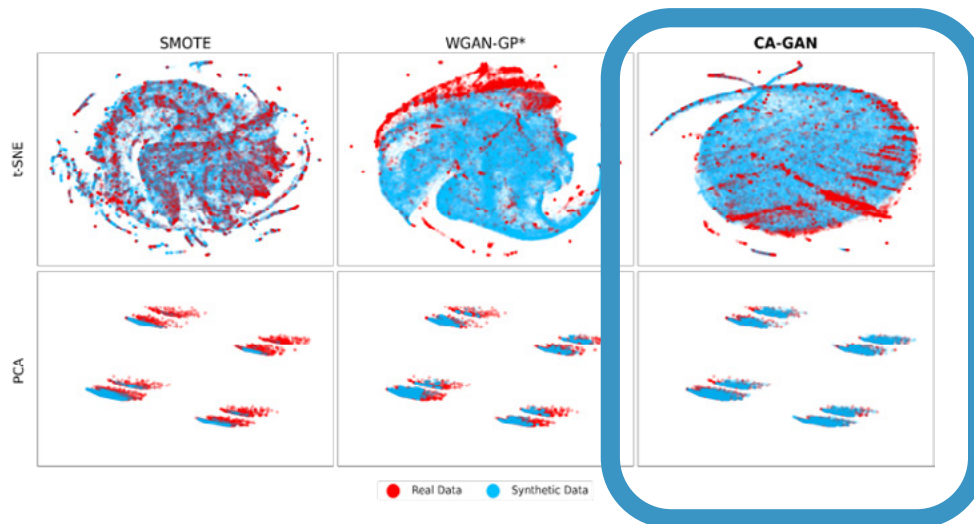 SMOTE WGAN-GP* CA-GAN
t-SNE
PCA
Real Data Synthetic Data